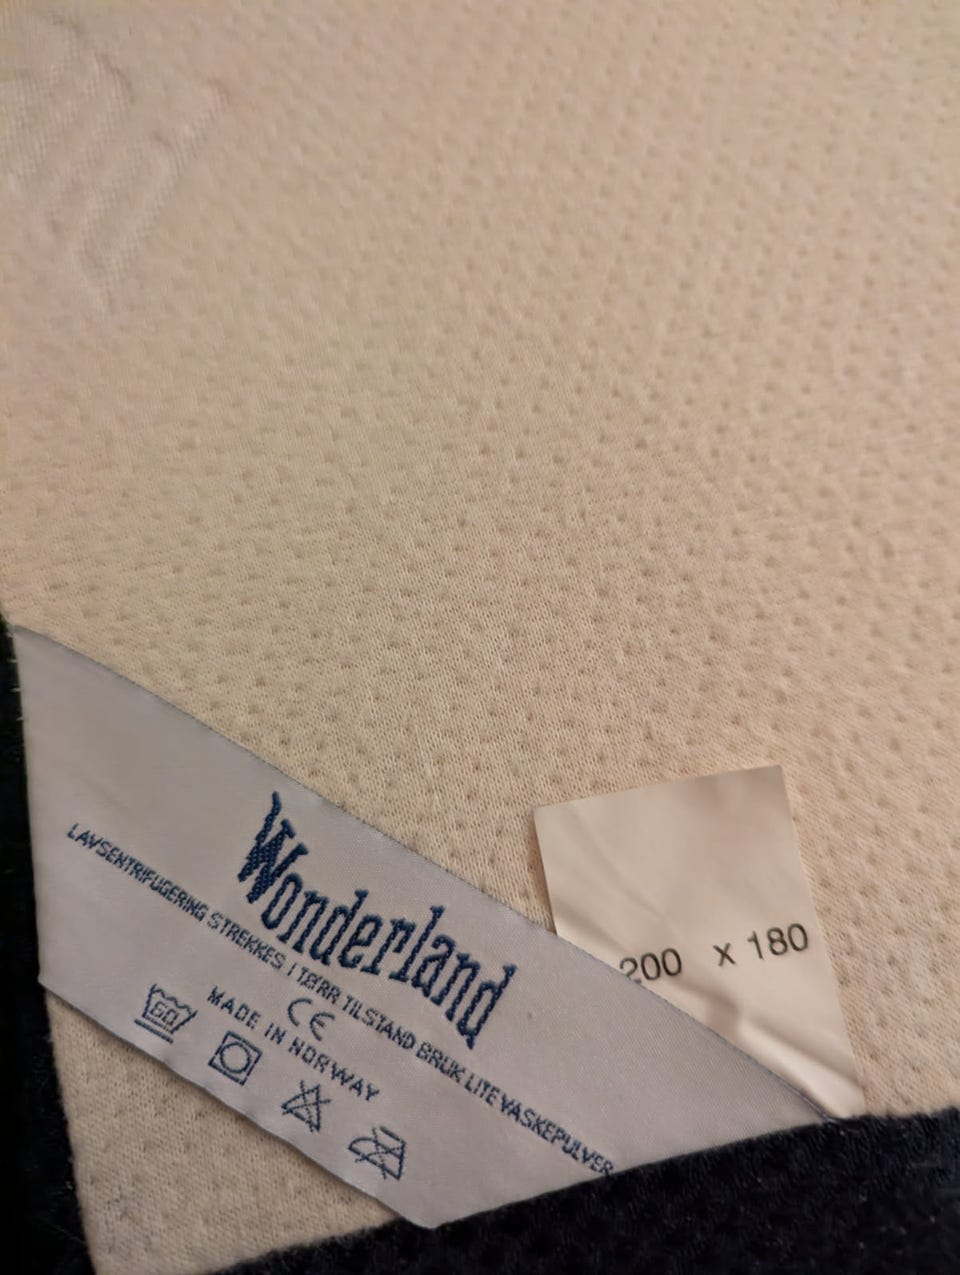 Wonderland
LAVSENTRIFUGERING STREKKES I TØRR TILSTAND BRUK LITE VASKEPULVER
CE
MADE IN NORWAY
60
200 x 180